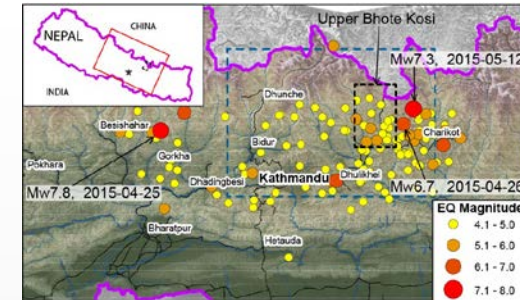 NEPAL
CHINA
INDIA
Upper Bhote Kosi
Mw7.3, 2015-05-12
Dhunche
Besishahar
Charikot
Bidur
Gorkha
Pokhara
Dhadingbesi
Kathmandu
Dhulikhel
Mw7.8, 2015-04-25
Mw6.7, 2015-04-26
Bharatpur
Hetauda
EQ Magnitude
4.1 - 5.0
5.1 - 6.0
6.1 - 7.0
7.1 - 8.0